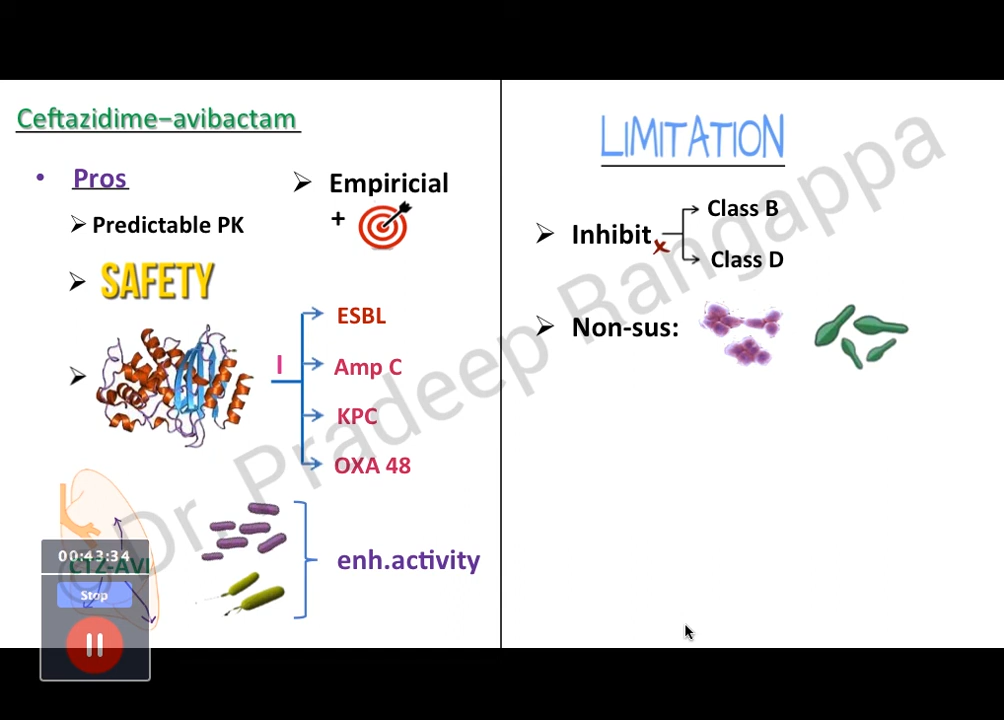 Ceftazidime–avibactam
• Pros
➢ Predictable PK
➢ SAFETY
➢ Empiricial
+
I
ESBL
Amp C
KPC
OXA 48
enh.activity
CTZ-AVI
00:43:34
Stop
LIMITATION
➢ Inhibit x
Class B
Class D
➢ Non-sus:
© Dr. Pradeep Rangappa